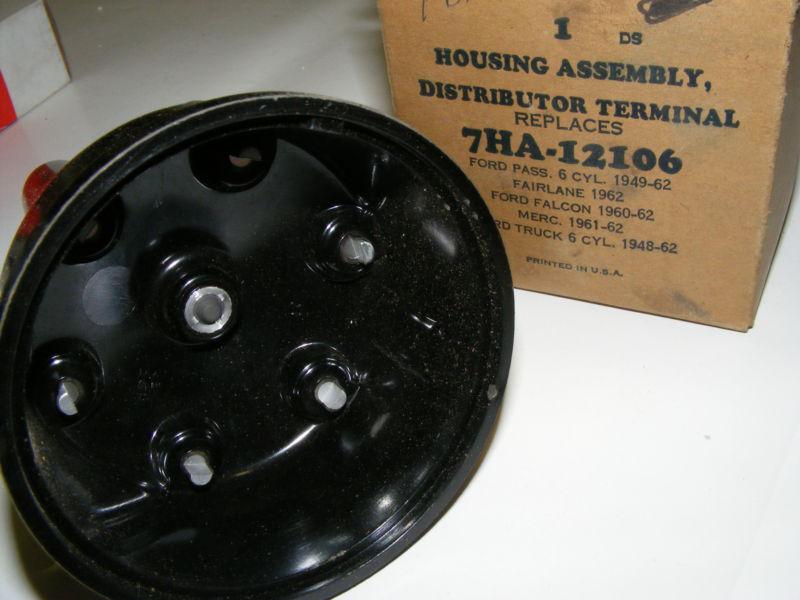 1 DS
HOUSING ASSEMBLY,
DISTRIBUTOR TERMINAL
REPLACES
7HA-12106
FORD PASS. 6 CYL. 1949-62
FAIRLANE 1962
FORD FALCON 1960-62
MERC. 1961-62
RD TRUCK 6 CYL. 1948-62
PRINTED IN U.S.A.